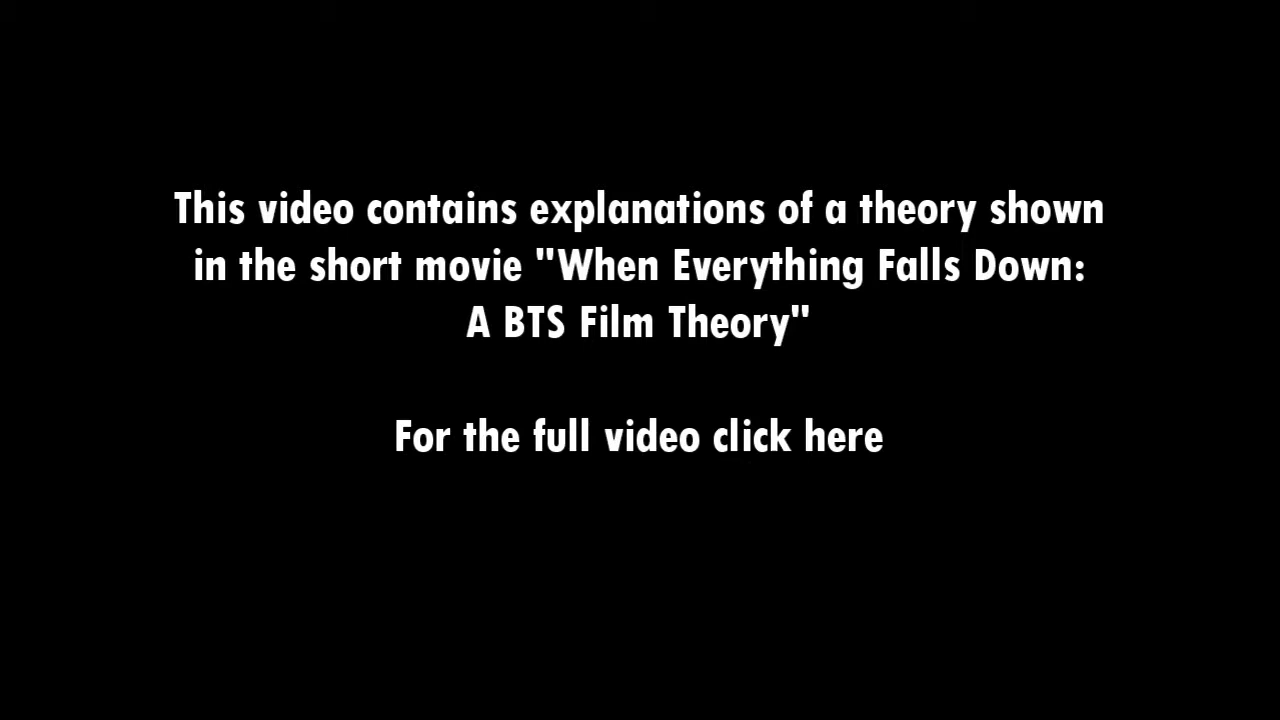 This video contains explanations of a theory shown
in the short movie "When Everything Falls Down:
A BTS Film Theory"
For the full video click here